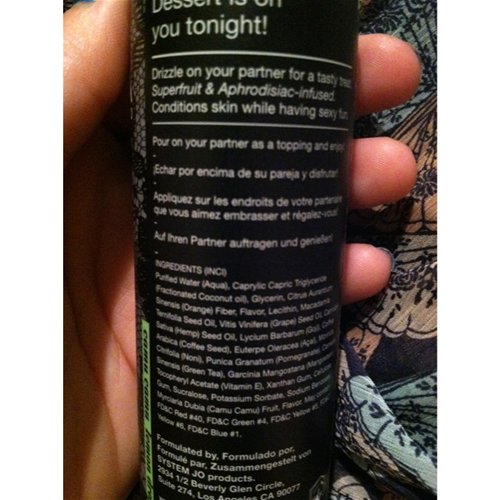 Dessert is on
you tonight!
Drizzle on your partner for a tasty treat.
Superfruit & Aphrodisiac-infused.
Conditions skin while having sexy fun.
Pour on your partner as a topping and enjoy!
¡Echar por encima de su pareja y disfrutar!
Appliquez sur les endroits de votre partenaire
que vous aimez embrasser et régalez-vous!
Auf Ihren Partner auftragen und genießen!
INGREDIENTS (INCI)
Purified Water (Aqua), Caprylic Capric Triglyceride
(Fractionated Coconut oil), Glycerin, Citrus Aurantium
Sinensis (Orange) Fiber, Flavor, Lecithin, Macadamia
Ternifolia Seed Oil, Vitis Vinifera (Grape) Seed Oil,
Sativa (Hemp) Seed Oil, Lycium Barbarum (Goji), Coffea
Arabica (Coffee Seed), Euterpe Oleracea (Açai),
Citrifolia (Noni), Punica Granatum (Pomegranate),
Sinensis (Green Tea), Garcinia Mangostana
Tocopheryl Acetate (Vitamin E), Xanthan Gum, Cellulose
Gum, Sucralose, Potassium Sorbate, Sodium
Myrciaria Dubia (Camu Camu) Fruit, Flavor,
FD&C Red #40, FD&C Green #4, FD&C Yellow #5,
Yellow #6, FD&C Blue #1.
Formulated by, Formulado por,
Formulé par, Zusammengestellt von
SYSTEM JO products.
2934 1/2 Beverly Glen Circle,
Suite 274, Los Angeles CA 90077